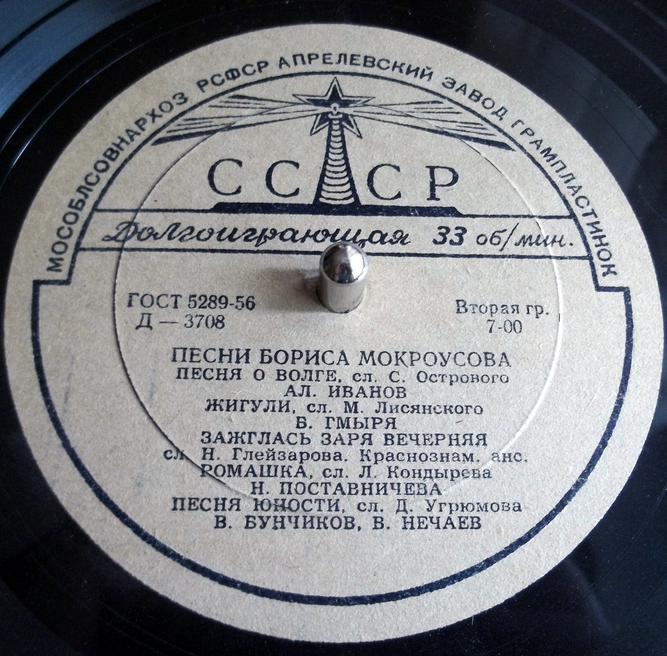 МОСОБЛСОВНАРХОЗ РСФСР АПРЕЛЕВСКИЙ ЗАВОД ГРАМПЛАСТИНОК
СССР
Долгоиграющая 33 об/мин.
ГОСТ 5289-56
Д — 3708
Вторая гр.
7-00
ПЕСНИ БОРИСА МОКРОУСОВА
ПЕСНЯ О ВОЛГЕ, сл. С. Острового
АЛ. ИВАНОВ
ЖИГУЛИ, сл. М. Лисянского
Б. ГМЫРЯ
ЗАЖГЛАСЬ ЗАРЯ ВЕЧЕРНЯЯ
сл Н. Глейзарова. Краснознам. анс.
РОМАШКА, сл. Л. Кондырева
Н. ПОСТАВНИЧЕВА
ПЕСНЯ ЮНОСТИ, сл. Д. Угрюмова
В. БУНЧИКОВ, В. НЕЧАЕВ